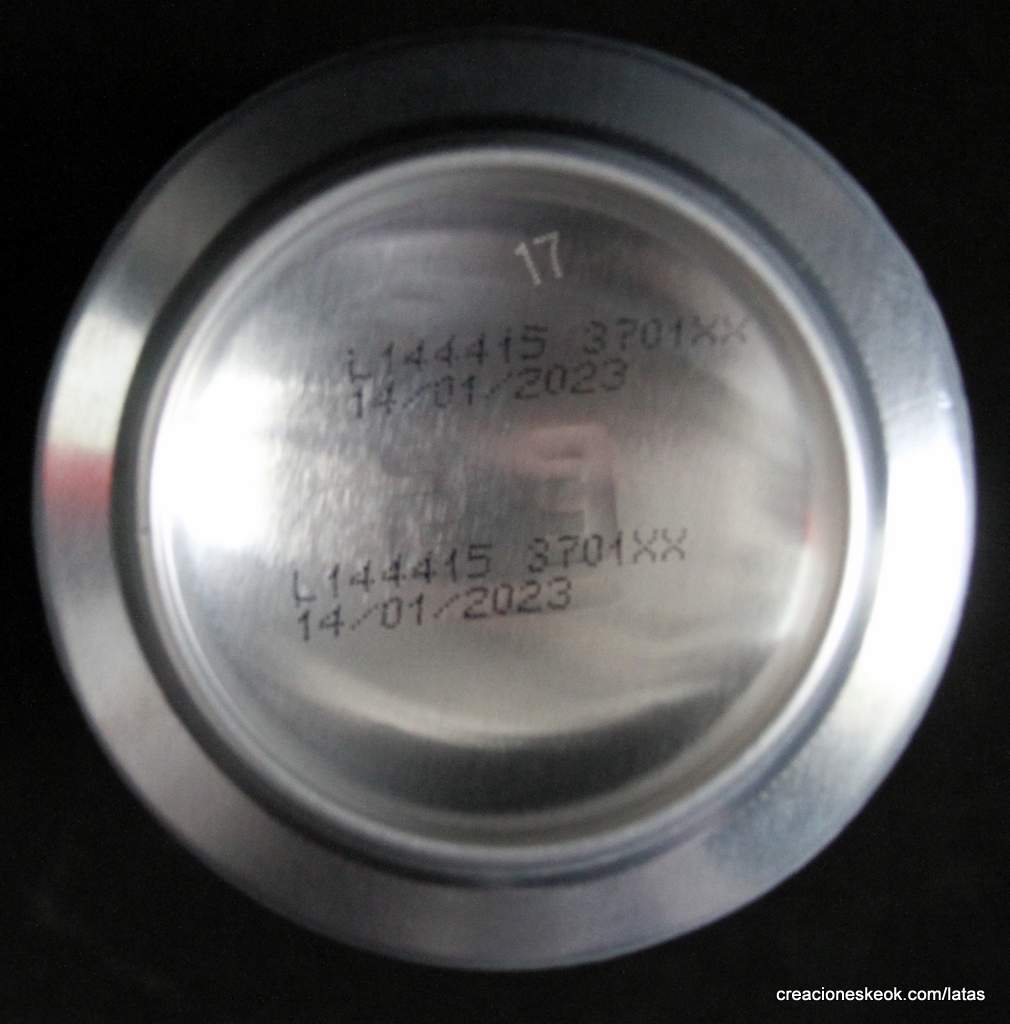 17
L144415 3701XX
14/01/2023
L144415 3701XX
14/01/2023
creacioneskeok.com/latas